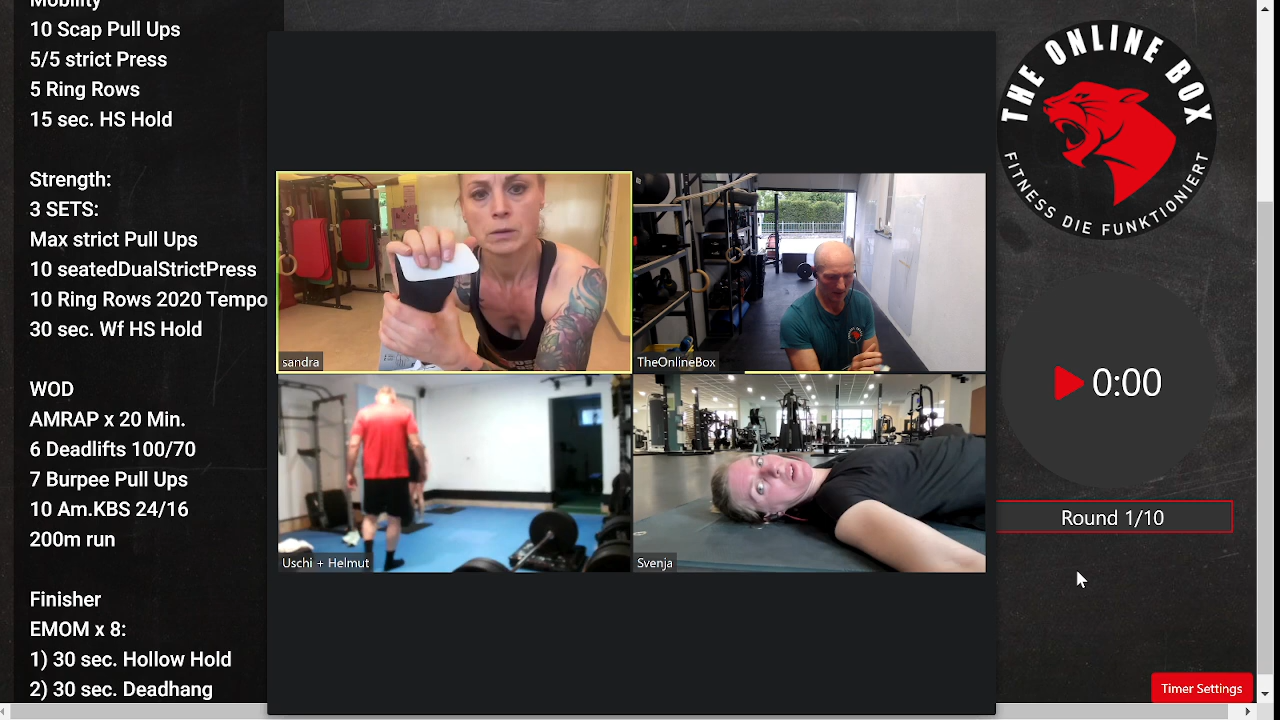 Mobility
10 Scap Pull Ups
5/5 strict Press
5 Ring Rows
15 sec. HS Hold
Strength:
3 SETS:
Max strict Pull Ups
10 seatedDualStrictPress
10 Ring Rows 2020 Tempo
30 sec. Wf HS Hold
WOD
AMRAP x 20 Min.
6 Deadlifts 100/70
7 Burpee Pull Ups
10 Am.KBS 24/16
200m run
Finisher
EMOM x 8:
1) 30 sec. Hollow Hold
2) 30 sec. Deadhang
sandra
TheOnlineBox
Uschi + Helmut
Svenja
THE ONLINE BOX
FITNESS DIE FUNKTIONIERT
0:00
Round 1/10
Timer Settings